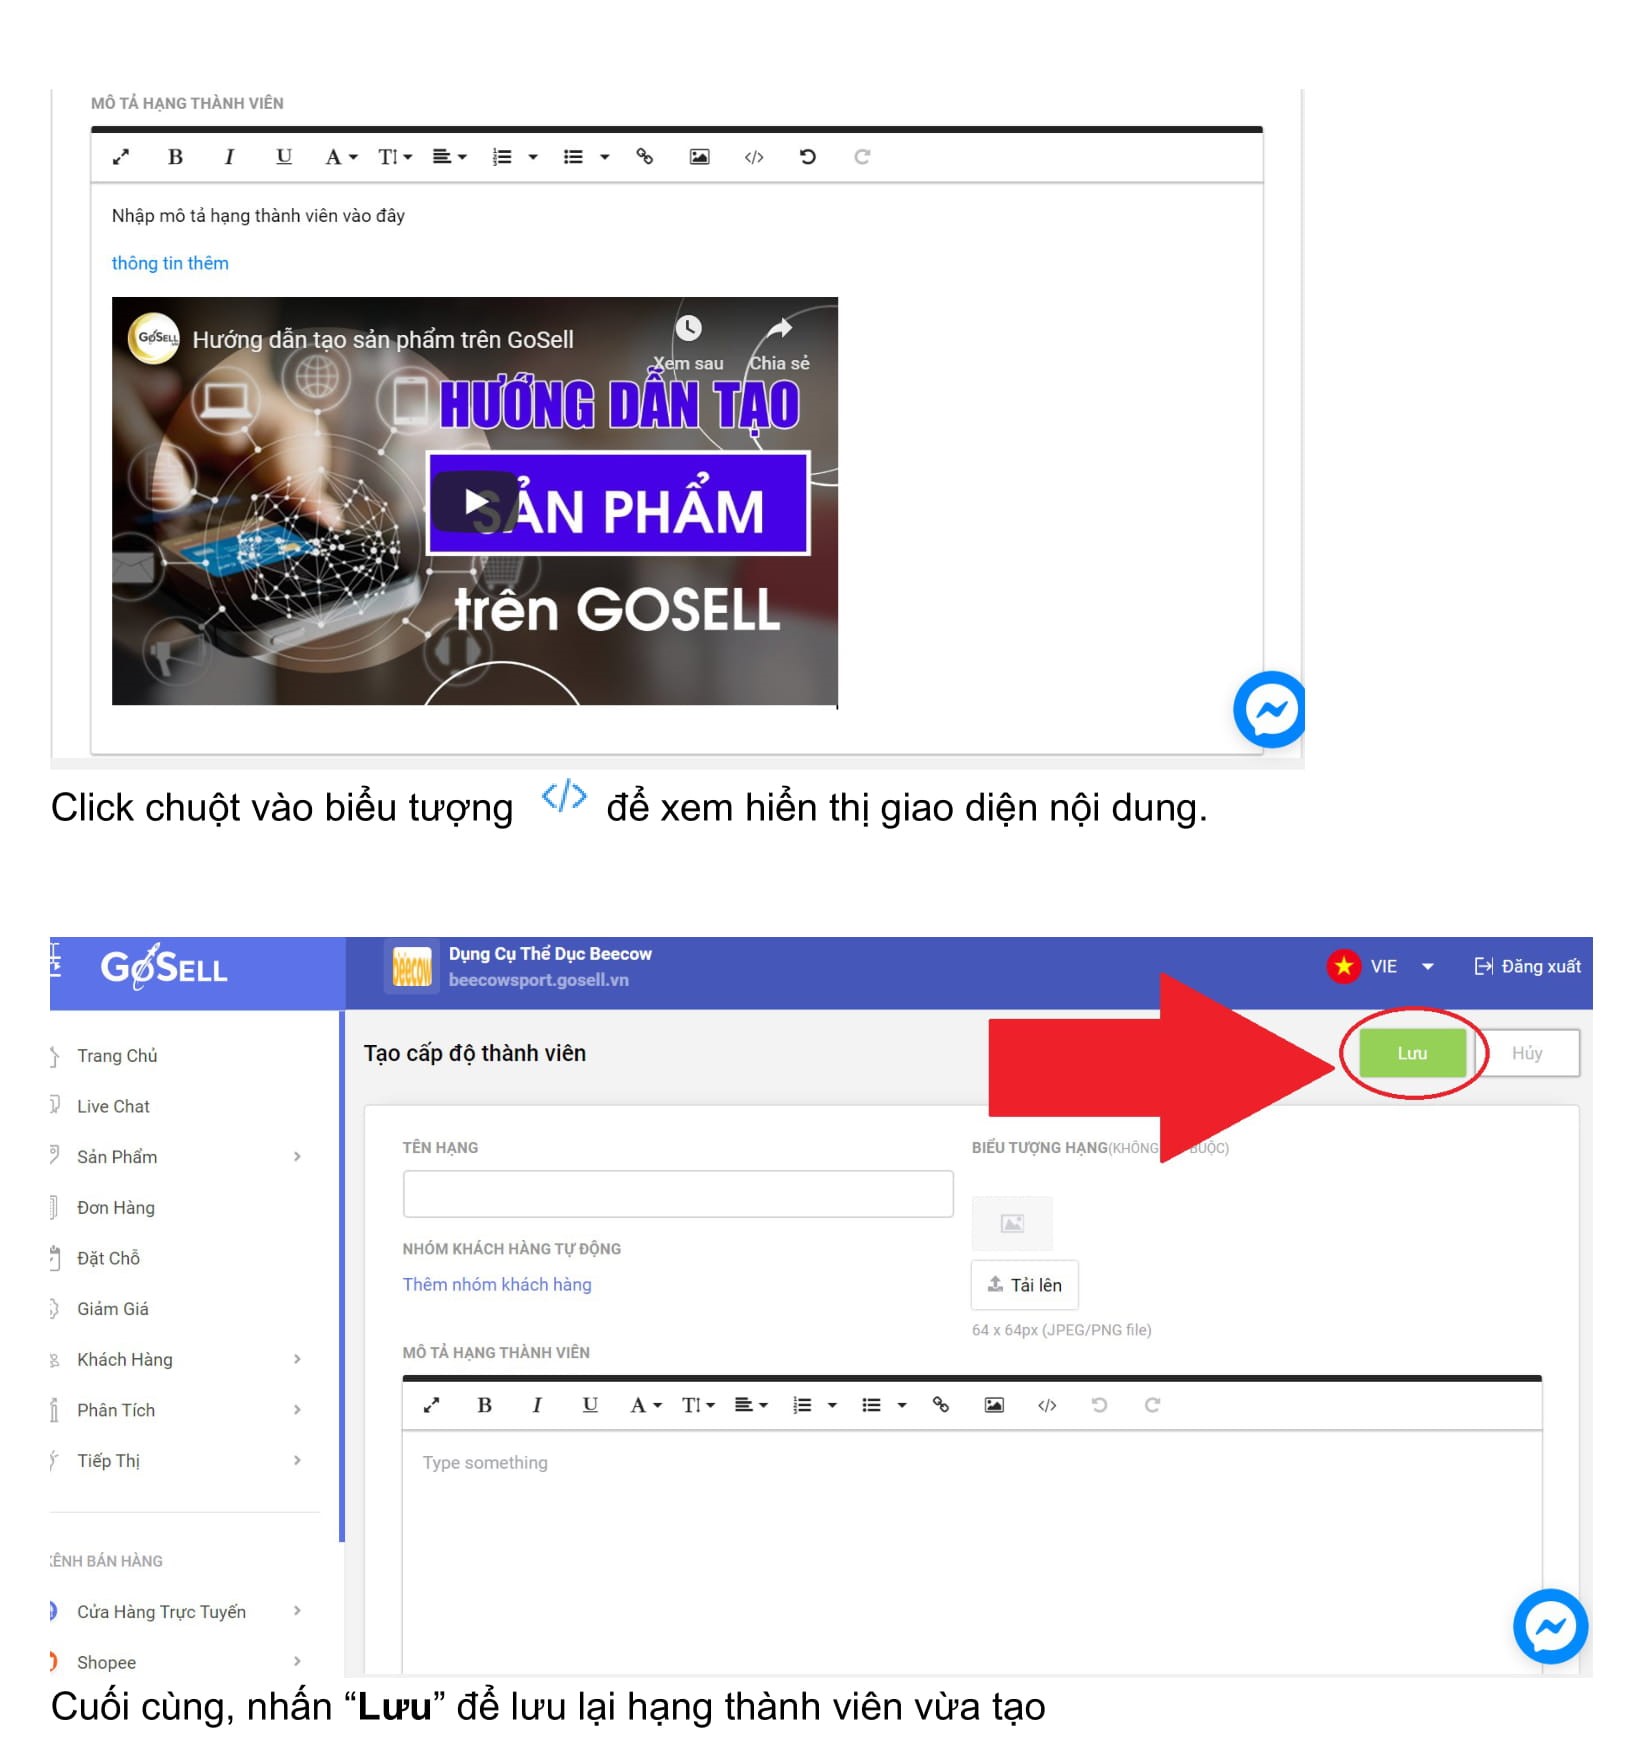 MÔ TẢ HẠNG THÀNH VIÊN
B I U A T
Nhập mô tả hạng thành viên vào đây
thông tin thêm
GoSELL
Hướng dẫn tạo sản phẩm trên GoSell
Xem sau Chia sẻ
HƯỚNG DẪN TẠO
SẢN PHẨM
trên GOSELL
Click chuột vào biểu tượng </> để xem hiển thị giao diện nội dung.
GoSELL
beecow
Dụng Cụ Thể Dục Beecow
beecowsport.gosell.vn
VIE
Đăng xuất
Trang Chủ
Live Chat
Sản Phẩm
Đơn Hàng
Đặt Chỗ
Giảm Giá
Khách Hàng
Phân Tích
Tiếp Thị
KÊNH BÁN HÀNG
Cửa Hàng Trực Tuyến
Shopee
Tạo cấp độ thành viên
Lưu
Hủy
TÊN HẠNG
BIỂU TƯỢNG HẠNG(KHÔNG BUỘC)
NHÓM KHÁCH HÀNG TỰ ĐỘNG
Thêm nhóm khách hàng
Tải lên
64 x 64px (JPEG/PNG file)
MÔ TẢ HẠNG THÀNH VIÊN
B I U A T
Type something
Cuối cùng, nhấn “Lưu” để lưu lại hạng thành viên vừa tạo